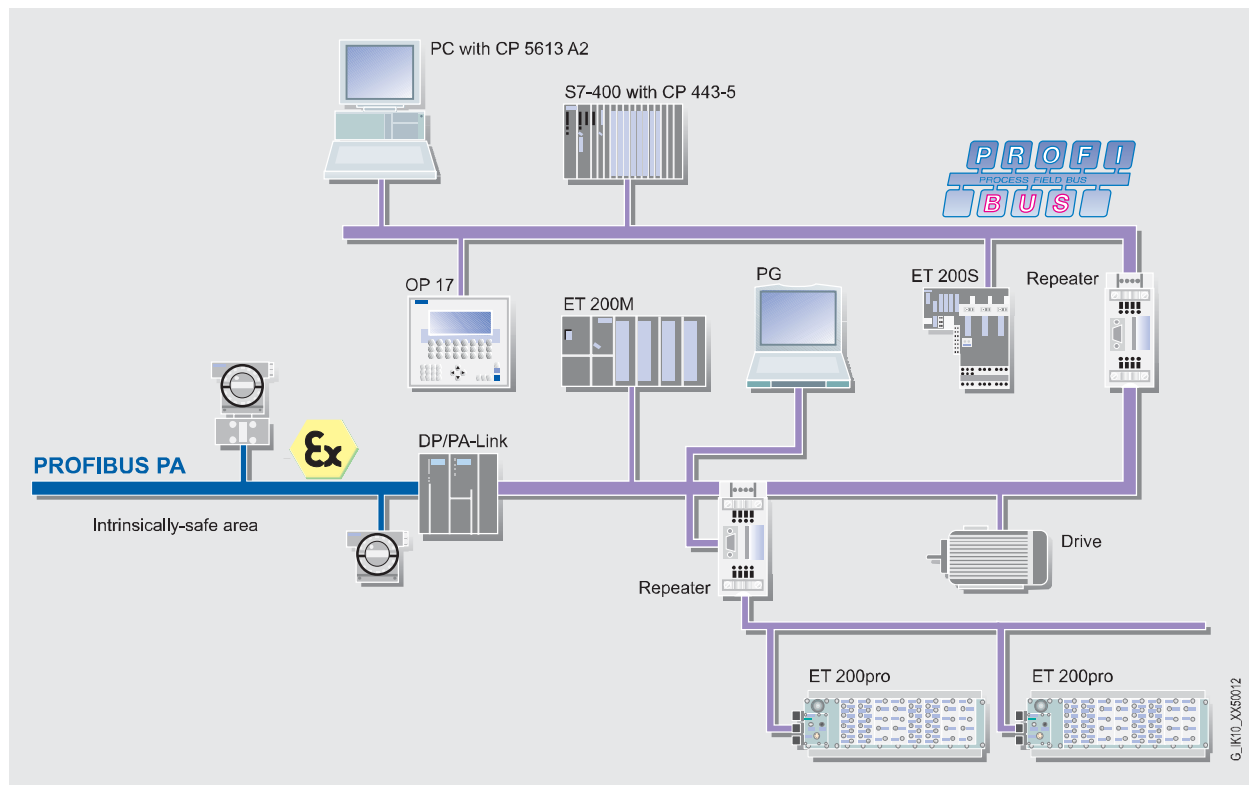 PC with CP 5613 A2
S7-400 with CP 443-5
PROFI
PROCESS FIELD BUS
BUS
OP 17
ET 200M
PG
ET 200S
Repeater
PROFIBUS PA
Ex
DP/PA-Link
Intrinsically-safe area
Repeater
Drive
ET 200pro
ET 200pro
G_IK10_XX50012